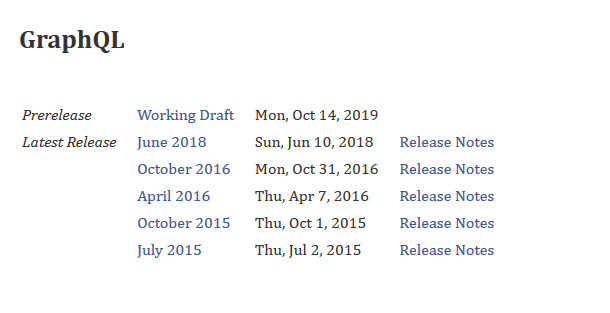 GraphQL
Prerelease Working Draft Mon, Oct 14, 2019
Latest Release June 2018 Sun, Jun 10, 2018 Release Notes
October 2016 Mon, Oct 31, 2016 Release Notes
April 2016 Thu, Apr 7, 2016 Release Notes
October 2015 Thu, Oct 1, 2015 Release Notes
July 2015 Thu, Jul 2, 2015 Release Notes